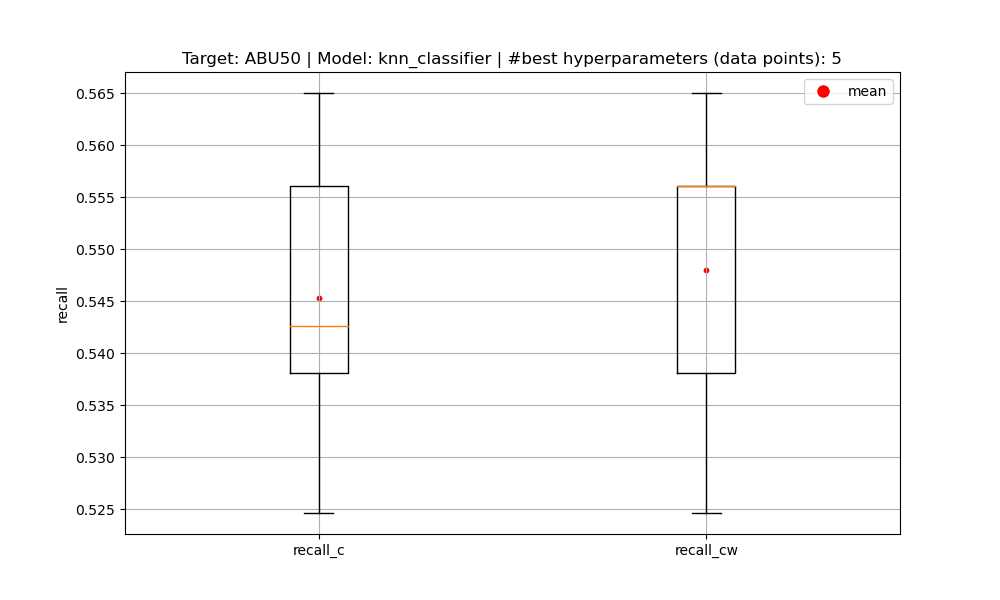 Target: ABU50 | Model: knn_classifier | #best hyperparameters (data points): 5
mean
0.565
0.560
0.555
0.550
0.545
0.540
0.535
0.530
0.525
recall
recall_c
recall_cw